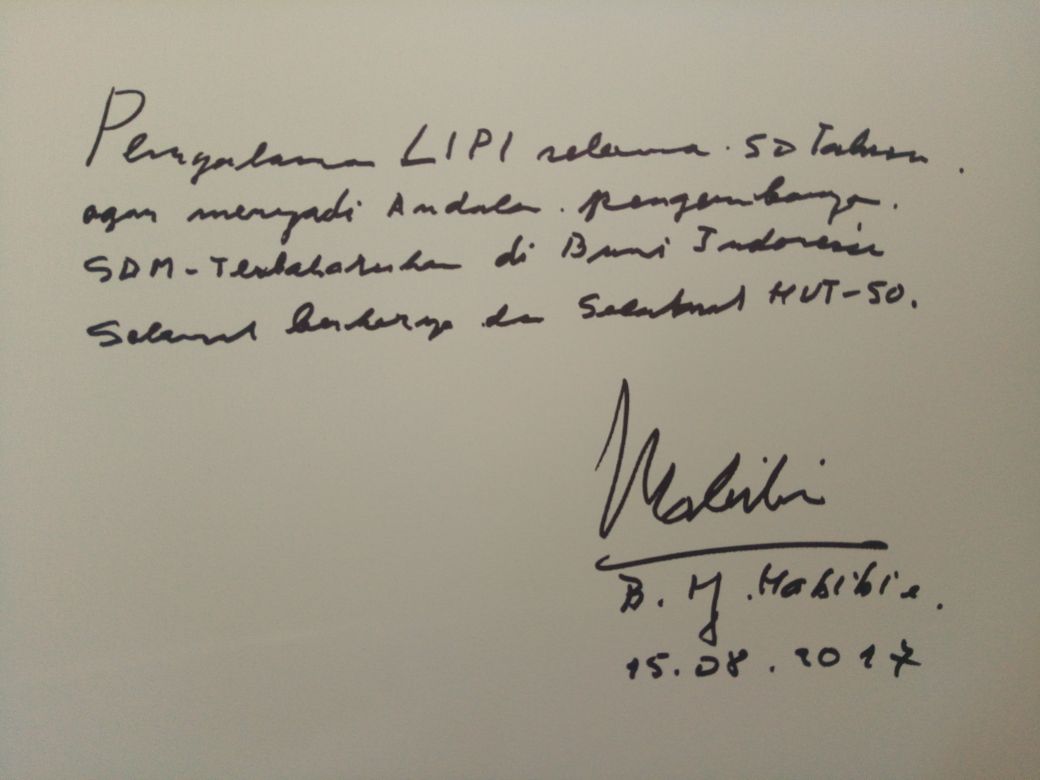 Pengalaman LIPI selama 50 Tahun.
agar menjadi Andalan pengembangan.
SDM-Terbaharukan di Bumi Indonesia
Selamat berkarya dan Selamat HUT-50.
Habibie
B. J. Habibie.
15.08.2017